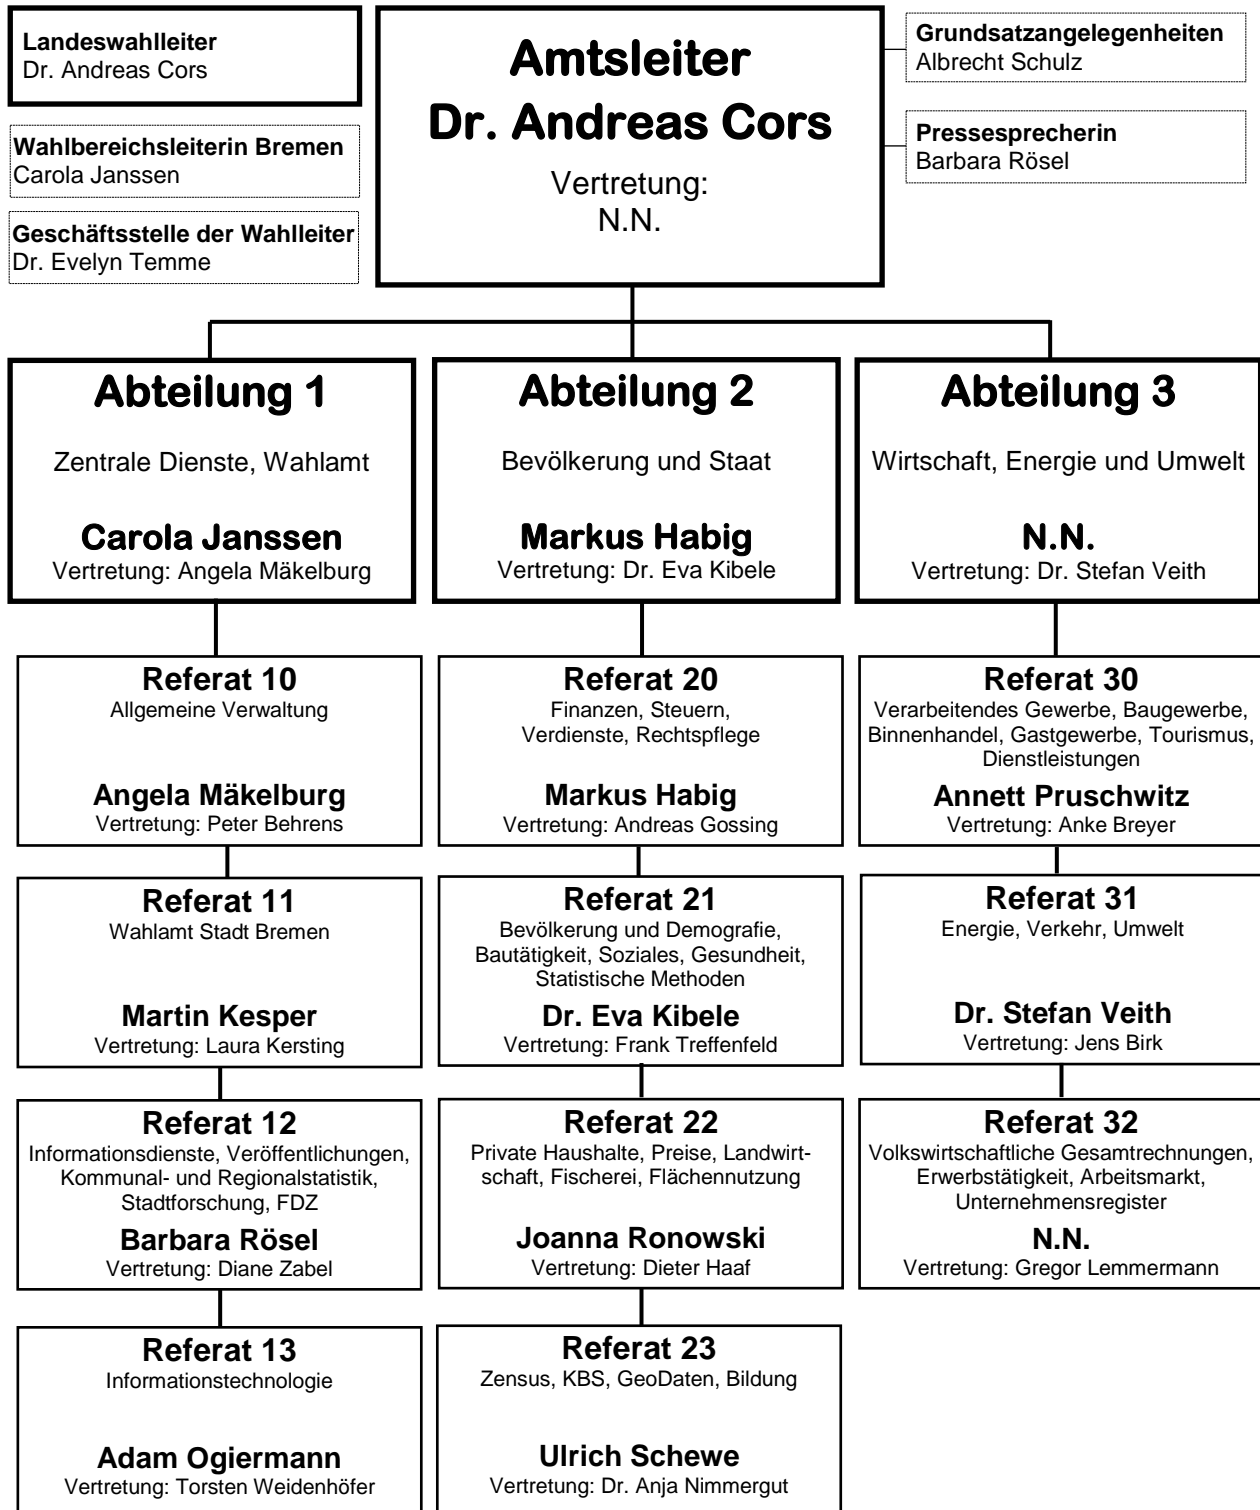 Landeswahlleiter
Dr. Andreas Cors
Wahlbereichsleiterin Bremen
Carola Janssen
Geschäftsstelle der Wahlleiter
Dr. Evelyn Temme
Amtsleiter
Dr. Andreas Cors
Vertretung:
N.N.
Grundsatzangelegenheiten
Albrecht Schulz
Pressesprecherin
Barbara Rösel
Abteilung 1
Zentrale Dienste, Wahlamt
Carola Janssen
Vertretung: Angela Mäkelburg
Abteilung 2
Bevölkerung und Staat
Markus Habig
Vertretung: Dr. Eva Kibele
Abteilung 3
Wirtschaft, Energie und Umwelt
N.N.
Vertretung: Dr. Stefan Veith
Referat 10
Allgemeine Verwaltung
Angela Mäkelburg
Vertretung: Peter Behrens
Referat 20
Finanzen, Steuern,
Verdienste, Rechtspflege
Markus Habig
Vertretung: Andreas Gossing
Referat 30
Verarbeitendes Gewerbe, Baugewerbe,
Binnenhandel, Gastgewerbe, Tourismus,
Dienstleistungen
Annett Pruschwitz
Vertretung: Anke Breyer
Referat 11
Wahlamt Stadt Bremen
Martin Kesper
Vertretung: Laura Kersting
Referat 21
Bevölkerung und Demografie,
Bautätigkeit, Soziales, Gesundheit,
Statistische Methoden
Dr. Eva Kibele
Vertretung: Frank Treffenfeld
Referat 31
Energie, Verkehr, Umwelt
Dr. Stefan Veith
Vertretung: Jens Birk
Referat 12
Informationsdienste, Veröffentlichungen,
Kommunal- und Regionalstatistik,
Stadtforschung, FDZ
Barbara Rösel
Vertretung: Diane Zabel
Referat 22
Private Haushalte, Preise, Landwirt-
schaft, Fischerei, Flächennutzung
Joanna Ronowski
Vertretung: Dieter Haaf
Referat 32
Volkswirtschaftliche Gesamtrechnungen,
Erwerbstätigkeit, Arbeitsmarkt,
Unternehmensregister
N.N.
Vertretung: Gregor Lemmermann
Referat 13
Informationstechnologie
Adam Ogiermann
Vertretung: Torsten Weidenhöfer
Referat 23
Zensus, KBS, GeoDaten, Bildung
Ulrich Schewe
Vertretung: Dr. Anja Nimmergut